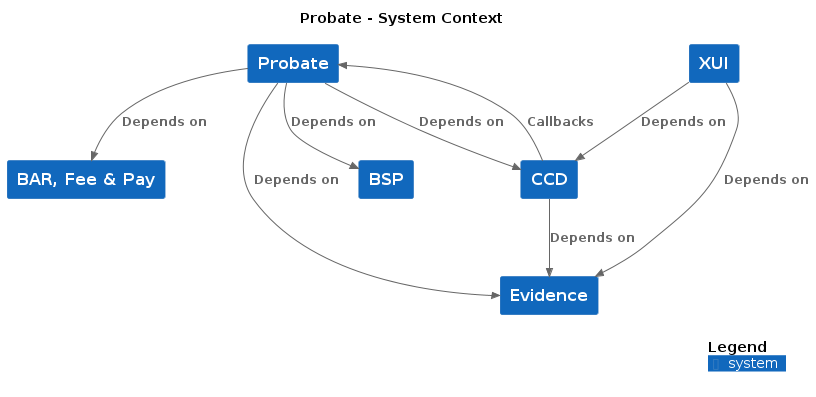 Probate - System Context
Probate
XUI
Depends on
Depends on
Depends on
Callbacks
Depends on
BAR, Fee & Pay
BSP
CCD
Depends on
Depends on
Depends on
Evidence
Legend
system